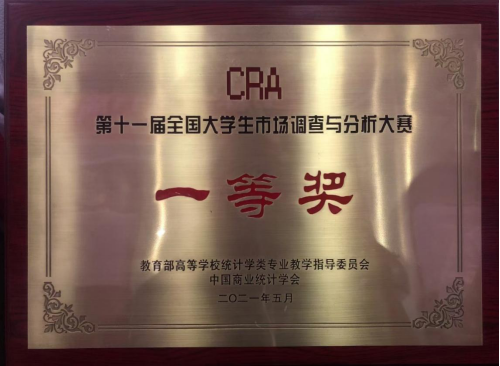 CRA
第十一届全国大学生市场调查与分析大赛
一等奖
教育部高等学校统计学类专业教学指导委员会
中国商业统计学会
二〇二一年五月